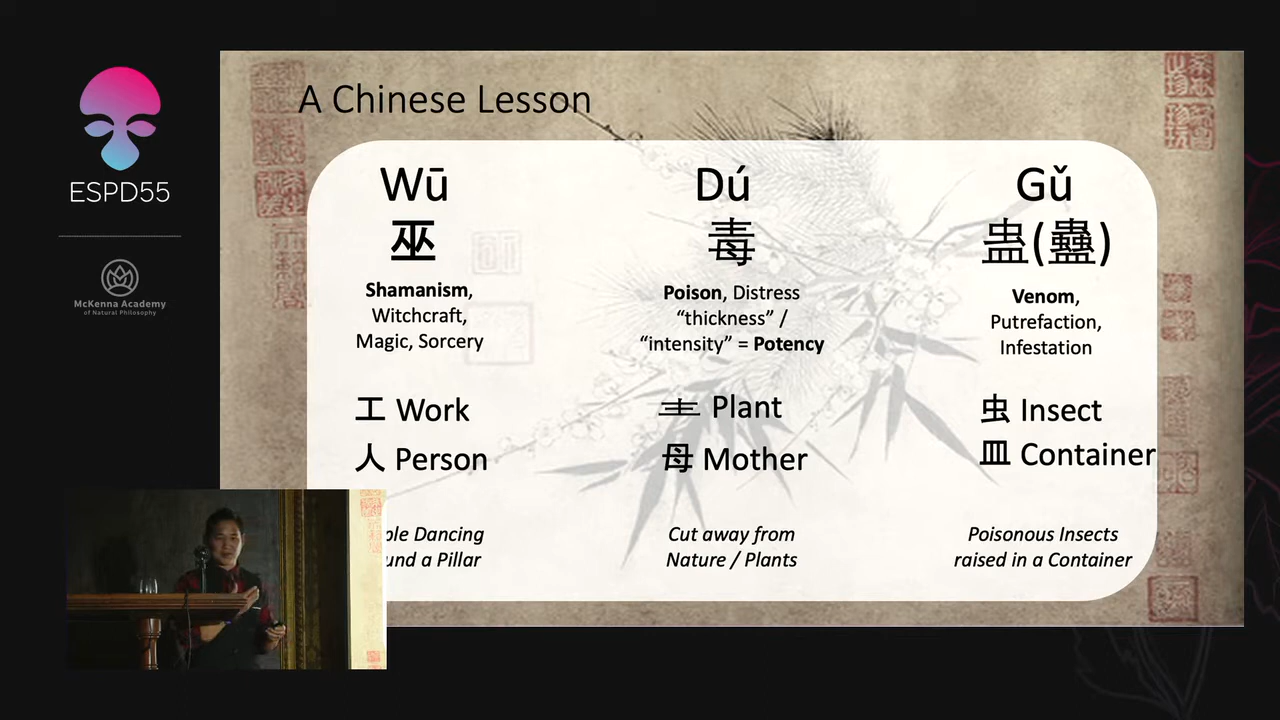 ESPD55
McKenna Academy
of Natural Philosophy
A Chinese Lesson
Wū
巫
Shamanism,
Witchcraft,
Magic, Sorcery
工 Work
人 Person
ple Dancing
und a Pillar
Dú
毒
Poison, Distress
“thickness” /
“intensity” = Potency
龶 Plant
母 Mother
Cut away from
Nature / Plants
Gǔ
蛊(蠱)
Venom,
Putrefaction,
Infestation
虫 Insect
皿 Container
Poisonous Insects
raised in a Container